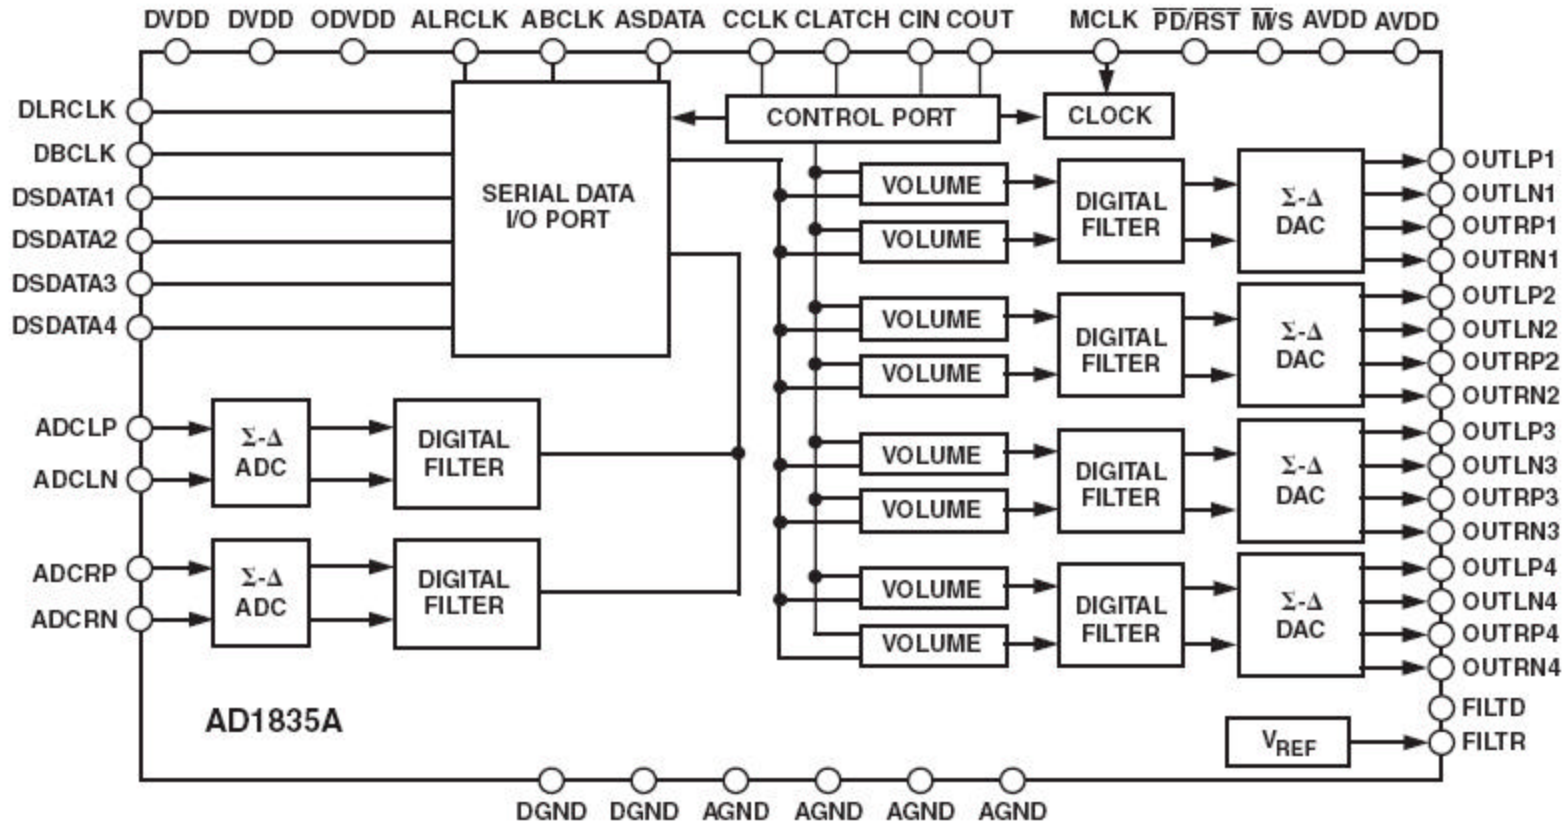 DVDD DVDD ODVDD ALRCLK ABCLK ASDATA CCLK CLATCH CIN COUT MCLK PD/RST M/S AVDD AVDD
DLRCLK
DBCLK
DSDATA1
DSDATA2
DSDATA3
DSDATA4
SERIAL DATA
I/O PORT
CONTROL PORT
CLOCK
VOLUME
VOLUME
DIGITAL
FILTER
Σ-Δ
DAC
OUTLP1
OUTLN1
OUTRP1
OUTRN1
VOLUME
VOLUME
DIGITAL
FILTER
Σ-Δ
DAC
OUTLP2
OUTLN2
OUTRP2
OUTRN2
ADCLP
ADCLN
Σ-Δ
ADC
DIGITAL
FILTER
VOLUME
VOLUME
DIGITAL
FILTER
Σ-Δ
DAC
OUTLP3
OUTLN3
OUTRP3
OUTRN3
ADCRP
ADCRN
Σ-Δ
ADC
DIGITAL
FILTER
VOLUME
VOLUME
DIGITAL
FILTER
Σ-Δ
DAC
OUTLP4
OUTLN4
OUTRP4
OUTRN4
AD1835A
VREF
FILTD
FILTR
DGND DGND AGND AGND AGND AGND